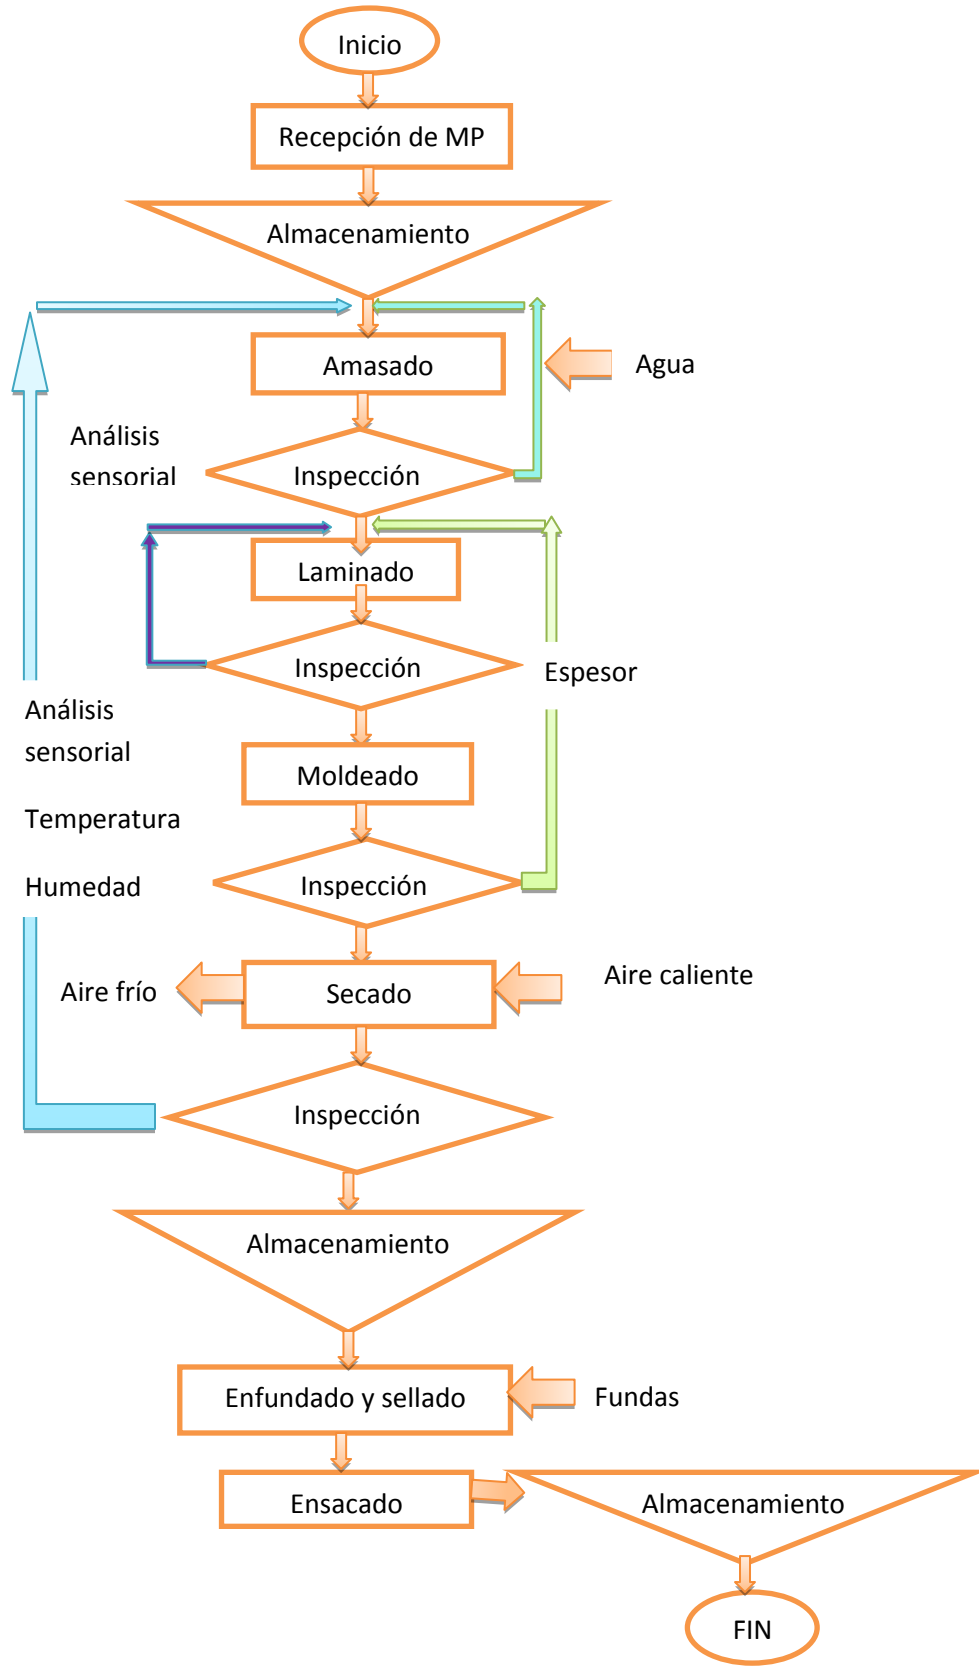 Inicio
Recepción de MP
Almacenamiento
Amasado
Agua
Análisis
sensorial
Inspección
Laminado
Inspección
Espesor
Análisis
sensorial
Moldeado
Temperatura
Humedad
Inspección
Aire frío
Secado
Aire caliente
Inspección
Almacenamiento
Enfundado y sellado
Fundas
Ensacado
Almacenamiento
FIN